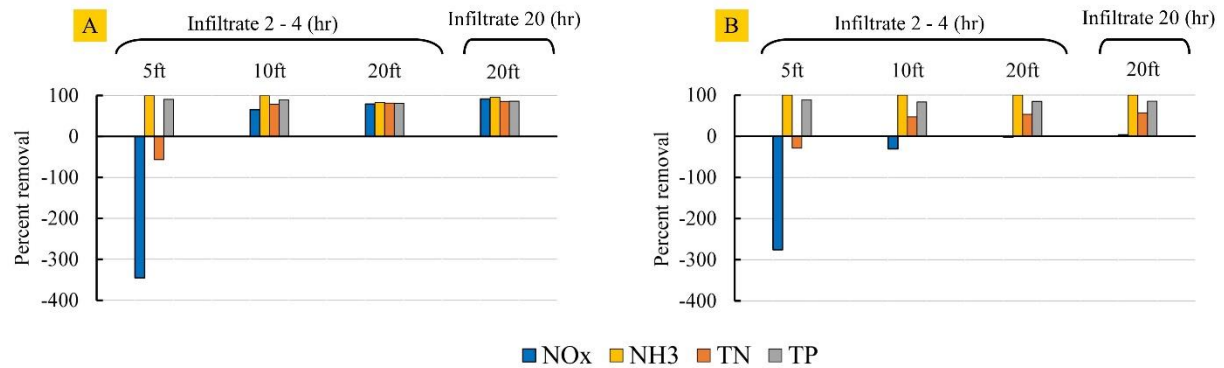 A
Infiltrate 2 - 4 (hr)
Infiltrate 20 (hr)
5ft
10ft
20ft
20ft
Percent removal
100
0
-100
-200
-300
-400
B
Infiltrate 2 - 4 (hr)
Infiltrate 20 (hr)
5ft
10ft
20ft
20ft
Percent removal
100
0
-100
-200
-300
-400
NOx NH3 TN TP